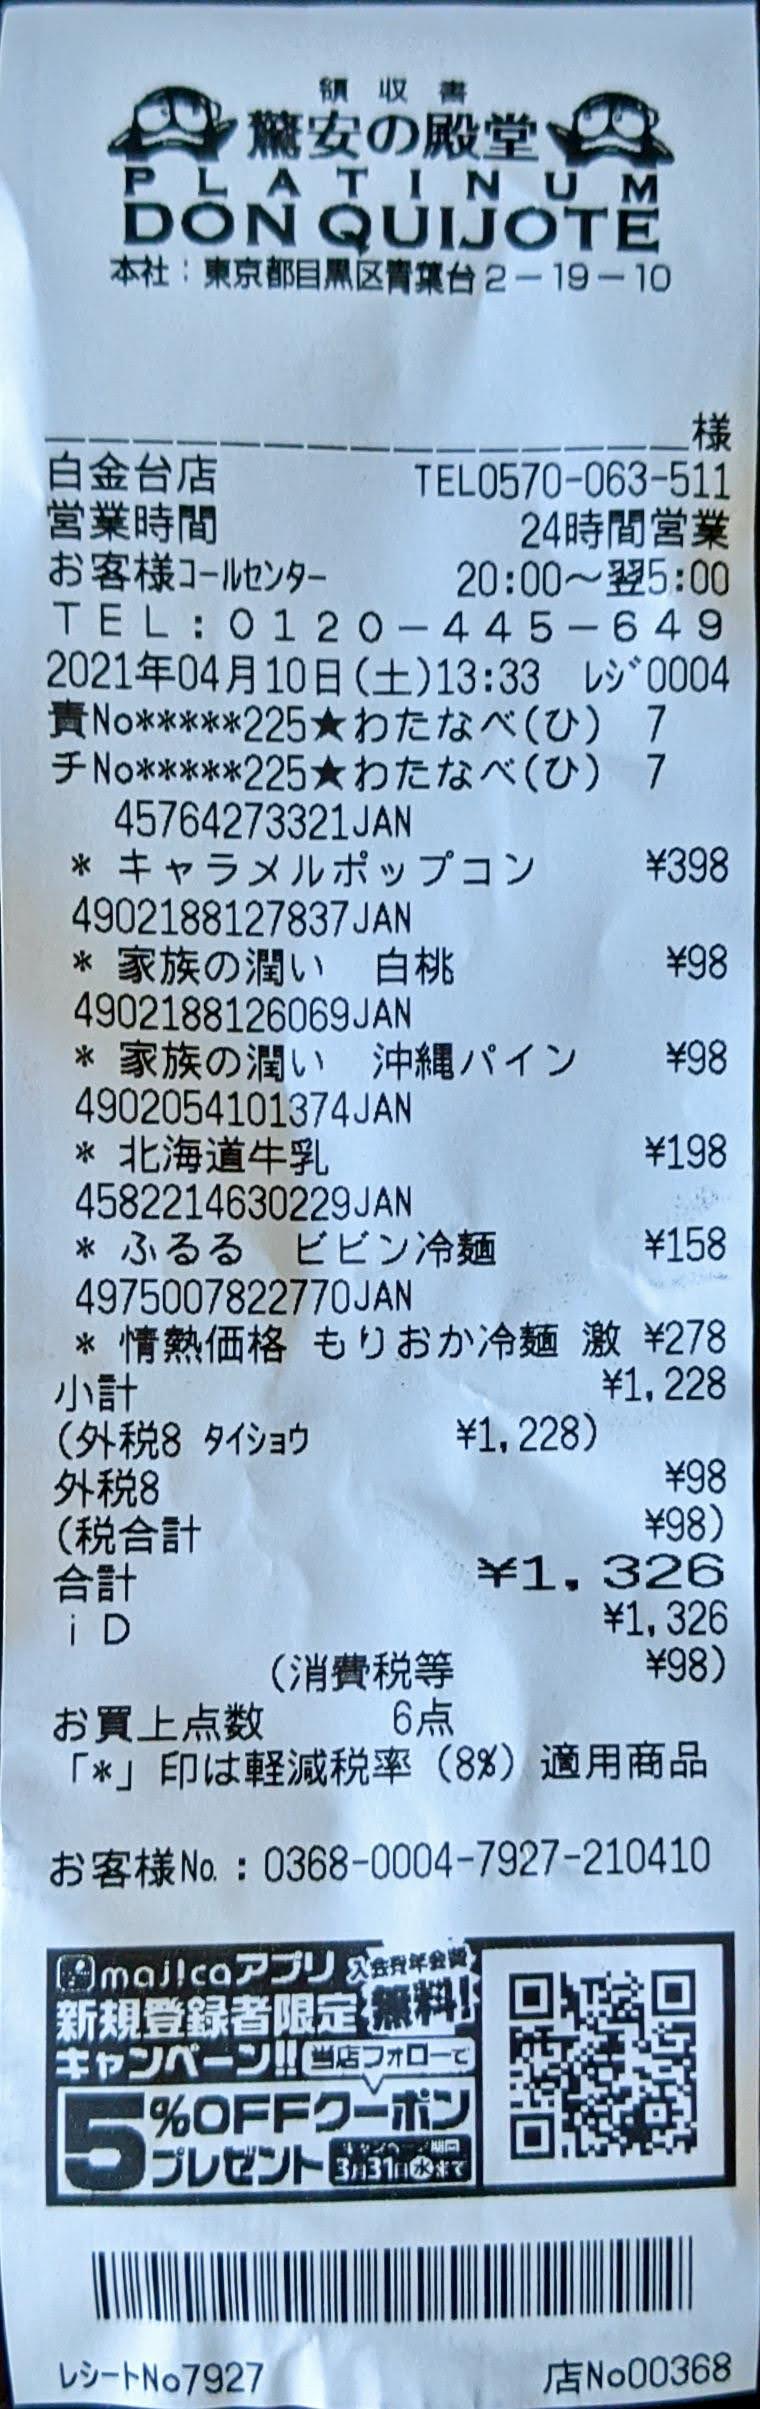 領収書
驚安の殿堂
PLATINUM
DON QUIJOTE
本社:東京都目黒区青葉台2-19-10
様
白金台店 TEL0570-063-511
営業時間 24時間営業
お客様コールセンター 20:00〜翌5:00
TEL:0120-445-649
2021年04月10日(土)13:33 レジ0004
責No*****225★わたなべ(ひ) 7
チNo*****225★わたなべ(ひ) 7
45764273321JAN
* キャラメルポップコン ¥398
4902188127837JAN
* 家族の潤い 白桃 ¥98
4902188126069JAN
* 家族の潤い 沖縄パイン ¥98
4902054101374JAN
* 北海道牛乳 ¥198
4582214630229JAN
* ふるる ビビン冷麺 ¥158
4975007822770JAN
* 情熱価格 もりおか冷麺 激 ¥278
小計 ¥1,228
(外税8 タイショウ ¥1,228)
外税8 ¥98
(税合計 ¥98)
合計 ¥1,326
iD ¥1,326
(消費税等 ¥98)
お買上点数 6点
「*」印は軽減税率(8%)適用商品
お客様No.:0368-0004-7927-210410
majicaアプリ 入会費年会費
新規登録者限定 無料!
キャンペーン!! 当店フォローで
5%OFFクーポン
プレゼント キャンペーン期間
3月31日(水)まで
レシートNo7927 店No00368